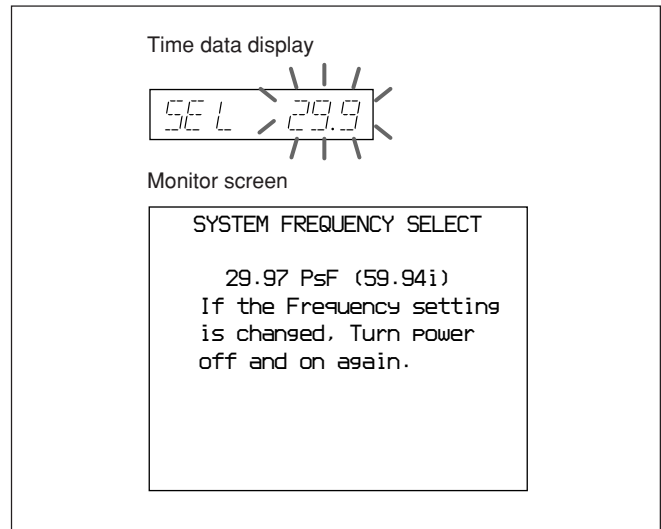 Time data display
SEL 29.9
Monitor screen
SYSTEM FREQUENCY SELECT
29.97 PsF (59.94i)
If the Frequency setting
is changed, Turn power
off and on again.